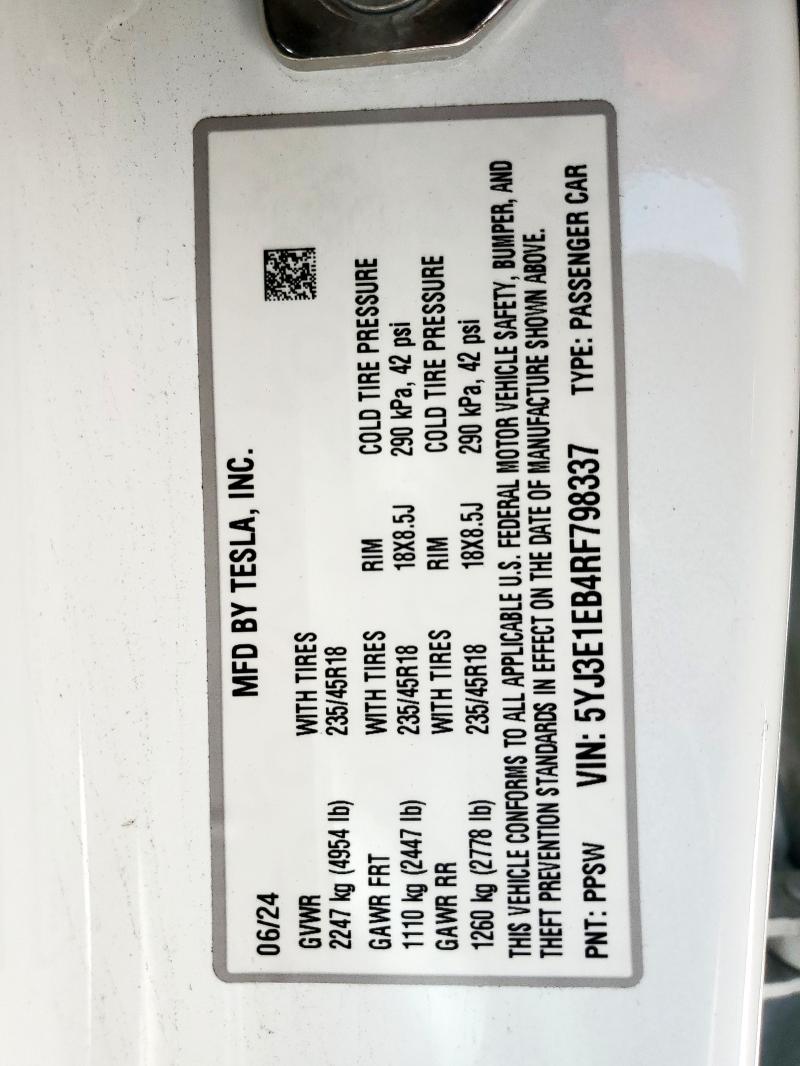 MFD BY TESLA, INC.
06/24
GVWR WITH TIRES
2247 kg (4954 lb) 235/45R18
GAWR FRT WITH TIRES RIM COLD TIRE PRESSURE
1110 kg (2447 lb) 235/45R18 18X8.5J 290 kPa, 42 psi
GAWR RR WITH TIRES RIM COLD TIRE PRESSURE
1260 kg (2778 lb) 235/45R18 18X8.5J 290 kPa, 42 psi
THIS VEHICLE CONFORMS TO ALL APPLICABLE U.S. FEDERAL MOTOR VEHICLE SAFETY, BUMPER, AND
THEFT PREVENTION STANDARDS IN EFFECT ON THE DATE OF MANUFACTURE SHOWN ABOVE.
PNT: PPSW VIN: 5YJ3E1EB4RF798337 TYPE: PASSENGER CAR